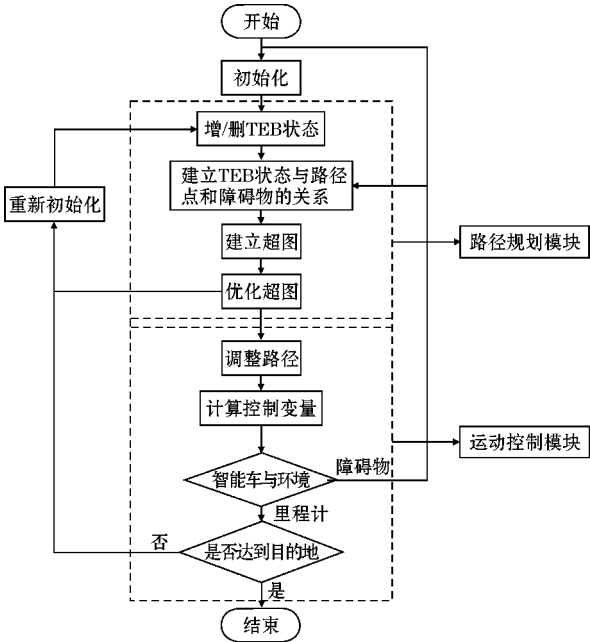 开始
初始化
增/删TEB状态
建立TEB状态与路径
点和障碍物的关系
重新初始化
建立超图
路径规划模块
优化超图
调整路径
计算控制变量
运动控制模块
障碍物
智能车与环境
里程计
否
是否达到目的地
是
结束